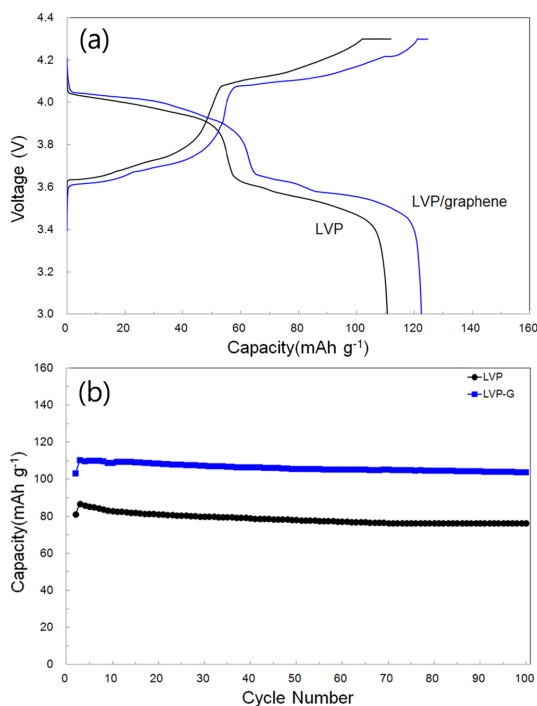 (a)
4.4
4.2
4.0
3.8
3.6
3.4
3.2
3.0
Voltage (V)
LVP/graphene
LVP
0 20 40 60 80 100 120 140 160
Capacity(mAh g⁻¹)
(b)
160
140
120
100
80
60
40
20
0
Capacity(mAh g⁻¹)
LVP
LVP-G
0 10 20 30 40 50 60 70 80 90 100
Cycle Number